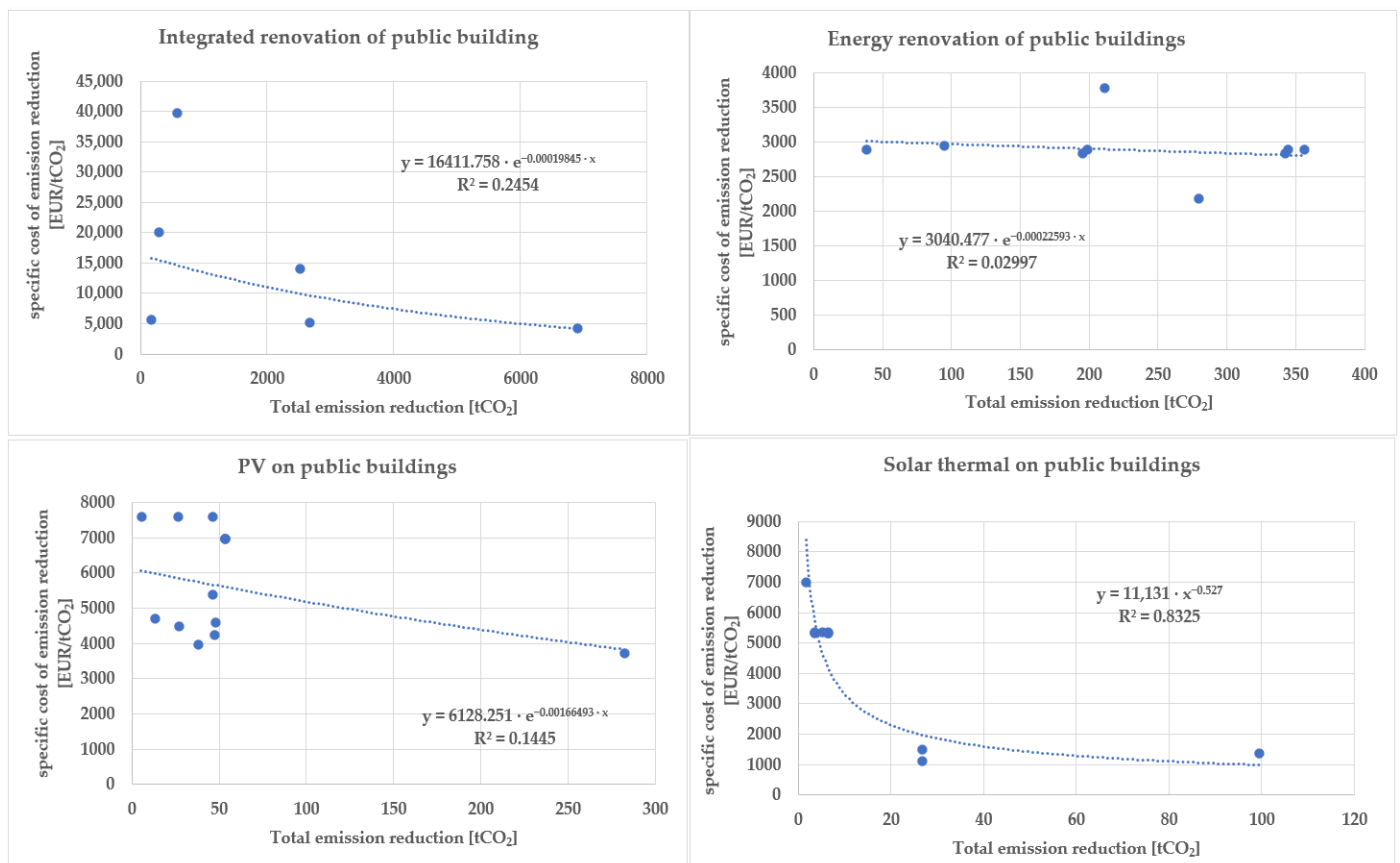 Integrated renovation of public building
specific cost of emission reduction
[EUR/tCO₂]
45,000
40,000
35,000
30,000
25,000
20,000
15,000
10,000
5,000
0
y = 16411.758 · e^−0.00019845 · x
R² = 0.2454
0 2000 4000 6000 8000
Total emission reduction [tCO₂]
Energy renovation of public buildings
specific cost of emission reduction
[EUR/tCO₂]
4000
3500
3000
2500
2000
1500
1000
500
0
y = 3040.477 · e^−0.00022593 · x
R² = 0.02997
0 50 100 150 200 250 300 350 400
Total emission reduction [tCO₂]
PV on public buildings
specific cost of emission reduction
[EUR/tCO₂]
8000
7000
6000
5000
4000
3000
2000
1000
0
y = 6128.251 · e^−0.00166493 · x
R² = 0.1445
0 50 100 150 200 250 300
Total emission reduction [tCO₂]
Solar thermal on public buildings
specific cost of emission reduction
[EUR/tCO₂]
9000
8000
7000
6000
5000
4000
3000
2000
1000
0
y = 11,131 · x^−0.527
R² = 0.8325
0 20 40 60 80 100 120
Total emission reduction [tCO₂]